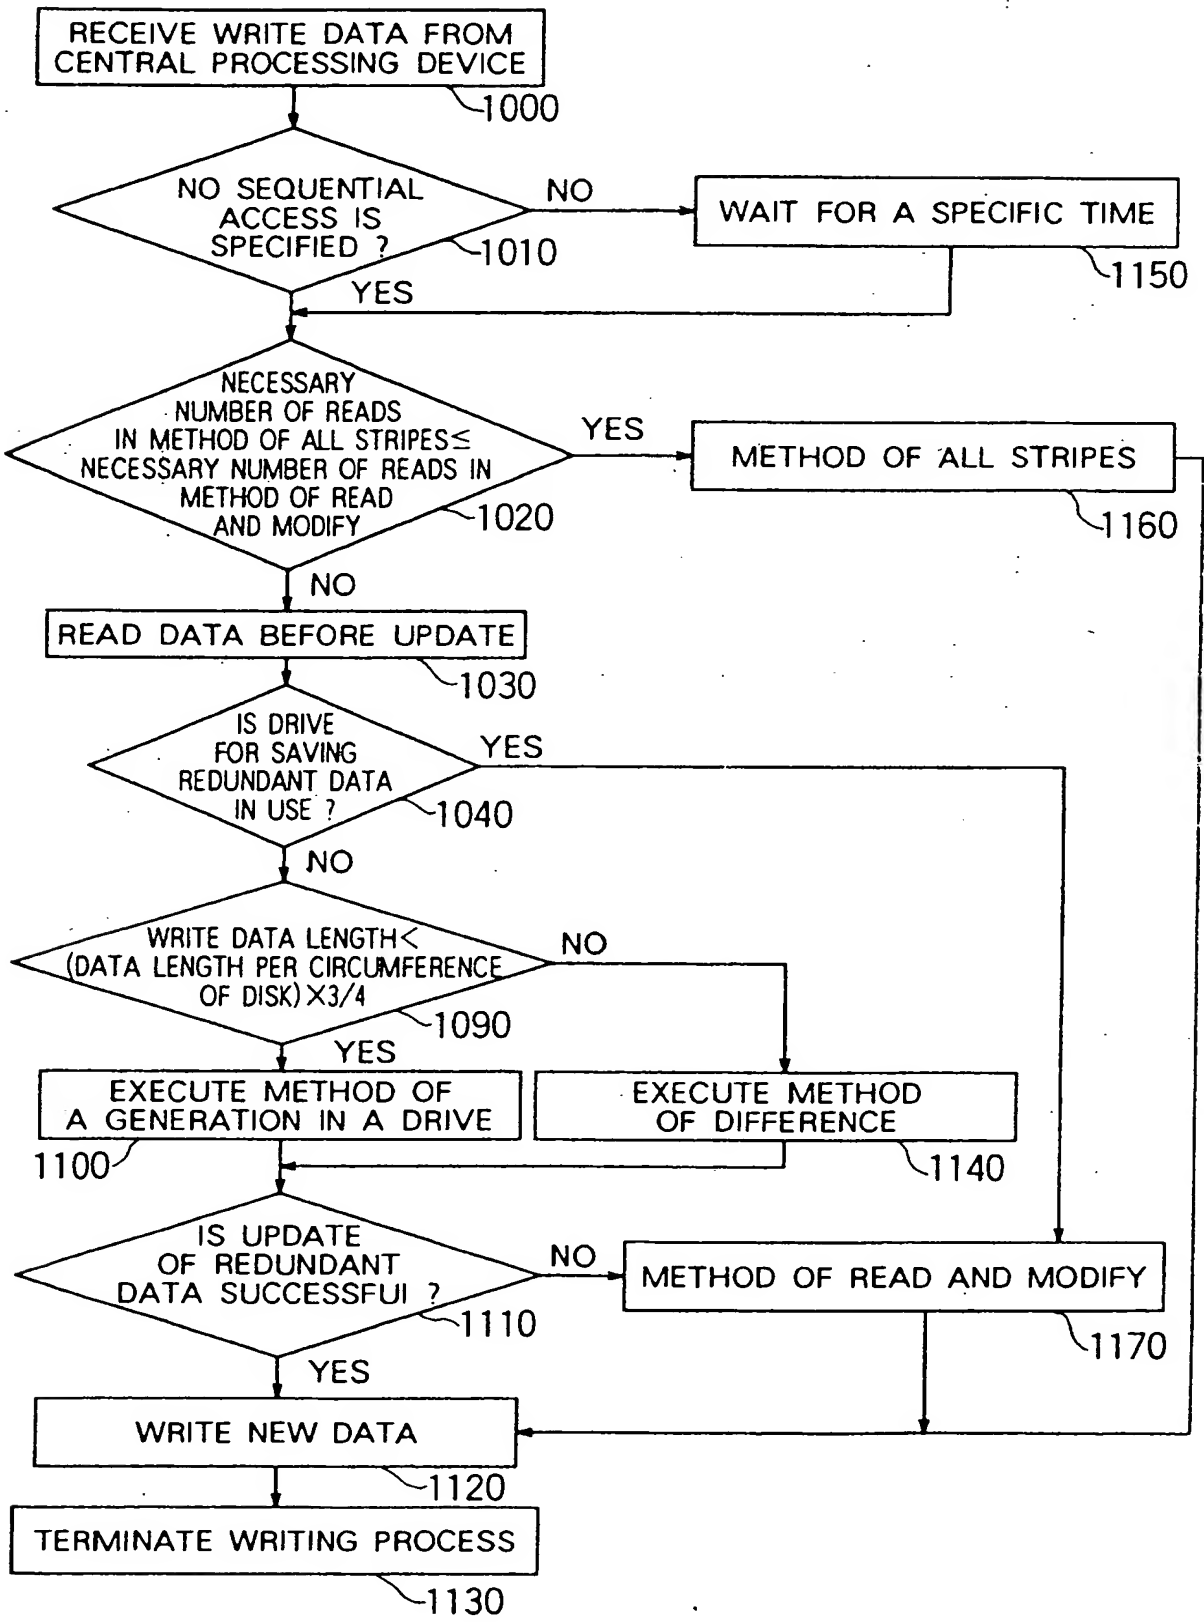 RECEIVE WRITE DATA FROM
CENTRAL PROCESSING DEVICE
1000
NO SEQUENTIAL
ACCESS IS
SPECIFIED ?
1010
NO
WAIT FOR A SPECIFIC TIME
1150
YES
NECESSARY
NUMBER OF READS
IN METHOD OF ALL STRIPES≤
NECESSARY NUMBER OF READS IN
METHOD OF READ
AND MODIFY
1020
YES
METHOD OF ALL STRIPES
1160
NO
READ DATA BEFORE UPDATE
1030
IS DRIVE
FOR SAVING
REDUNDANT DATA
IN USE ?
1040
YES
NO
WRITE DATA LENGTH<
(DATA LENGTH PER CIRCUMFERENCE
OF DISK)×3/4
1090
NO
YES
EXECUTE METHOD OF
A GENERATION IN A DRIVE
1100
EXECUTE METHOD
OF DIFFERENCE
1140
IS UPDATE
OF REDUNDANT
DATA SUCCESSFUl ?
1110
NO
METHOD OF READ AND MODIFY
1170
YES
WRITE NEW DATA
1120
TERMINATE WRITING PROCESS
1130